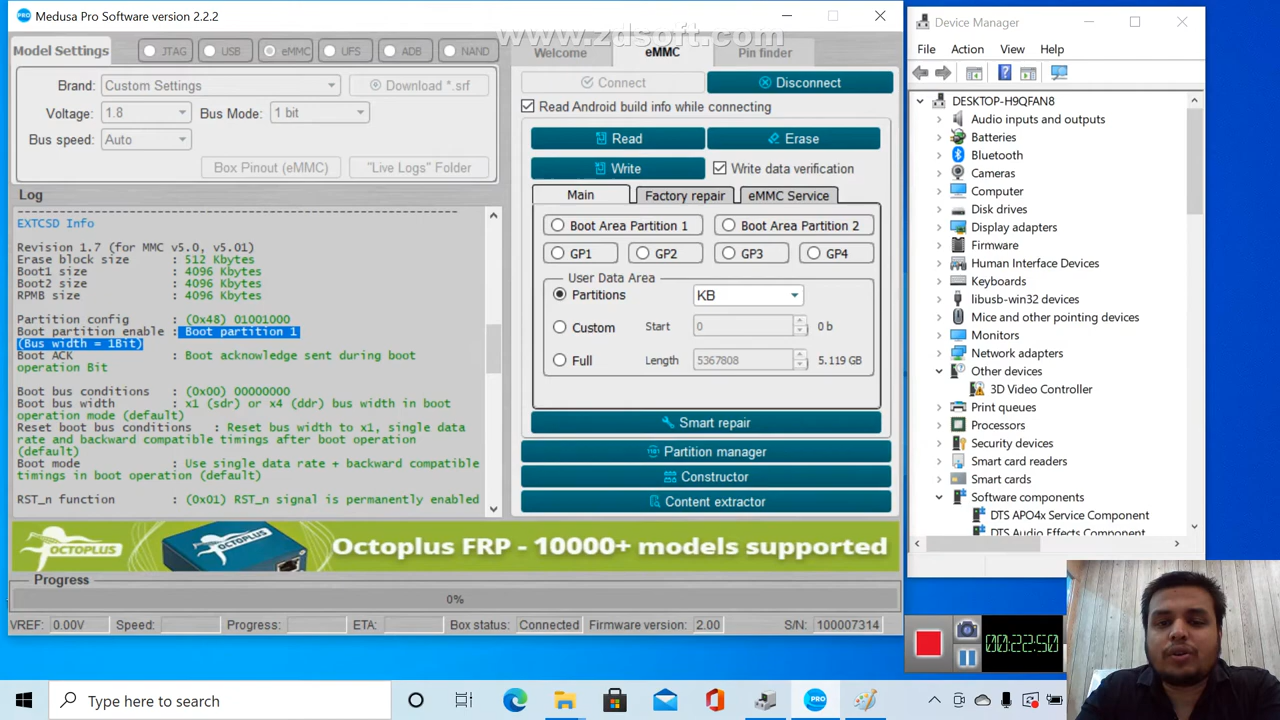 Medusa Pro Software version 2.2.2
www.zdsoft.com
Model Settings
JTAG
USB
eMMC
UFS
ADB
NAND
Brand: Custom Settings
Download *.srf
Voltage: 1.8
Bus Mode: 1 bit
Bus speed: Auto
Box Pinout (eMMC)
"Live Logs" Folder
Log
EXTCSD Info
Revision 1.7 (for MMC v5.0, v5.01)
Erase block size : 512 Kbytes
Boot1 size : 4096 Kbytes
Boot2 size : 4096 Kbytes
RPMB size : 4096 Kbytes
Partition config : (0x48) 01001000
Boot partition enable : Boot partition 1
(Bus width = 1Bit)
Boot ACK : Boot acknowledge sent during boot
operation Bit
Boot bus conditions : (0x00) 00000000
Boot bus width : x1 (sdr) or x4 (ddr) bus width in boot
operation mode (default)
Reset boot bus conditions : Reset bus width to x1, single data
rate and backward compatible timings after boot operation
(default)
Boot mode : Use single data rate + backward compatible
timings in boot operation (default)
RST_n function : (0x01) RST_n signal is permanently enabled
Welcome
eMMC
Pin finder
Connect
Disconnect
Read Android build info while connecting
Read
Erase
Write
Write data verification
Main
Factory repair
eMMC Service
Boot Area Partition 1
Boot Area Partition 2
GP1
GP2
GP3
GP4
User Data Area
Partitions
KB
Custom
Start
0
0 b
Full
Length
5367808
5.119 GB
Smart repair
Partition manager
Constructor
Content extractor
OCTOPLUS
OCTOPLUS
Octoplus FRP - 10000+ models supported
Progress
0%
VREF: 0.00V
Speed:
Progress:
ETA:
Box status: Connected
Firmware version: 2.00
S/N: 100007314
Device Manager
File Action View Help
DESKTOP-H9QFAN8
Audio inputs and outputs
Batteries
Bluetooth
Cameras
Computer
Disk drives
Display adapters
Firmware
Human Interface Devices
Keyboards
libusb-win32 devices
Mice and other pointing devices
Monitors
Network adapters
Other devices
3D Video Controller
Print queues
Processors
Security devices
Smart card readers
Smart cards
Software components
DTS APO4x Service Component
DTS Audio Effects Component
00:22:50
Type here to search
PRO